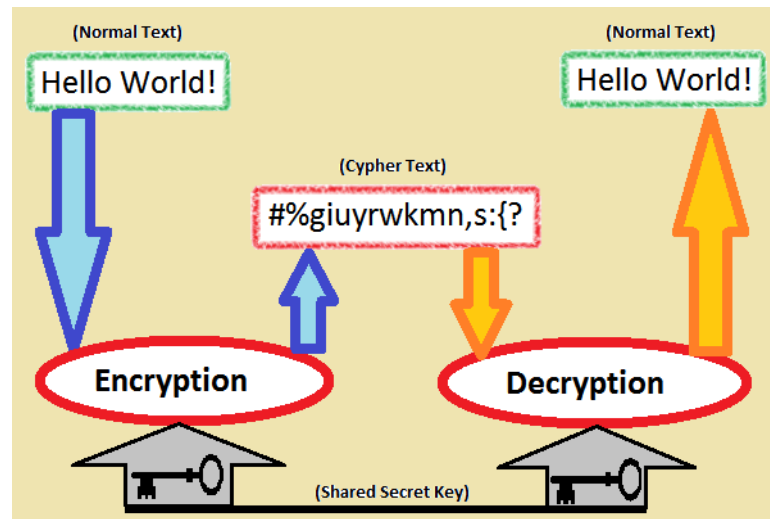 (Normal Text)
Hello World!
(Normal Text)
Hello World!
(Cypher Text)
#%giuyrwkmn,s:{?
Encryption
Decryption
(Shared Secret Key)